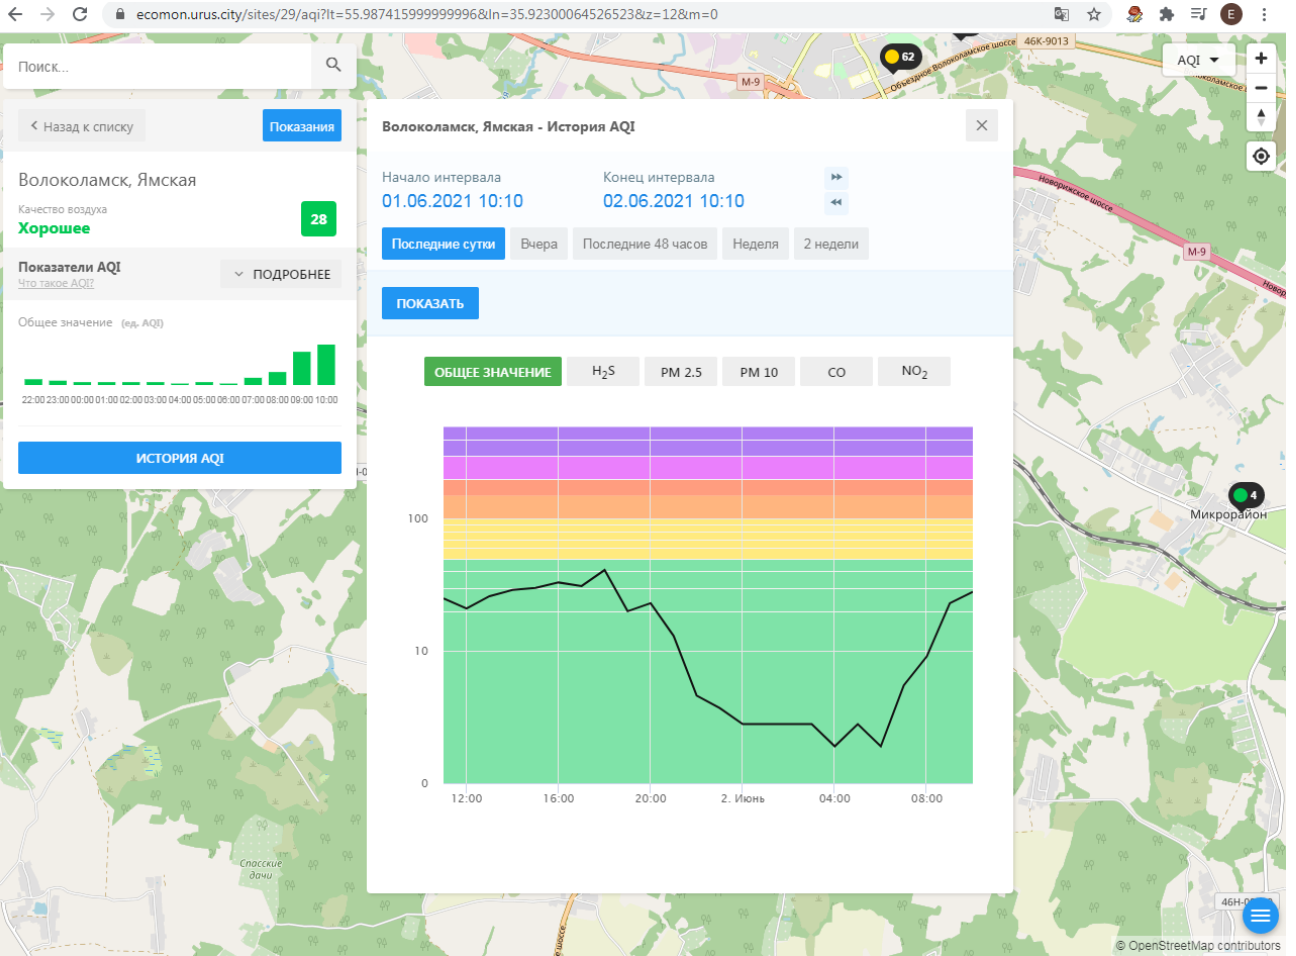 ecomon.urus.city/sites/29/aqi?lt=55.987415999999996&ln=35.92300064526523&z=12&m=0
E
Поиск...
46К-9013
62
Объездное Волоколамское шоссе
М-9
AQI
Назад к списку
Показания
Волоколамск, Ямская - История AQI
Волоколамск, Ямская
Качество воздуха
Хорошее
28
Начало интервала
Конец интервала
01.06.2021 10:10
02.06.2021 10:10
Новорижское шоссе
Последние сутки
Вчера
Последние 48 часов
Неделя
2 недели
М-9
Показатели AQI
Что такое AQI?
ПОДРОБНЕЕ
ПОКАЗАТЬ
Общее значение (ед. AQI)
22:00 23:00 00:00 01:00 02:00 03:00 04:00 05:00 06:00 07:00 08:00 09:00 10:00
ОБЩЕЕ ЗНАЧЕНИЕ
H2S
PM 2.5
PM 10
CO
NO2
ИСТОРИЯ AQI
4
Микрорайон
100
10
0
12:00
16:00
20:00
2. Июнь
04:00
08:00
Спасские
дачи
шоссе
© OpenStreetMap contributors